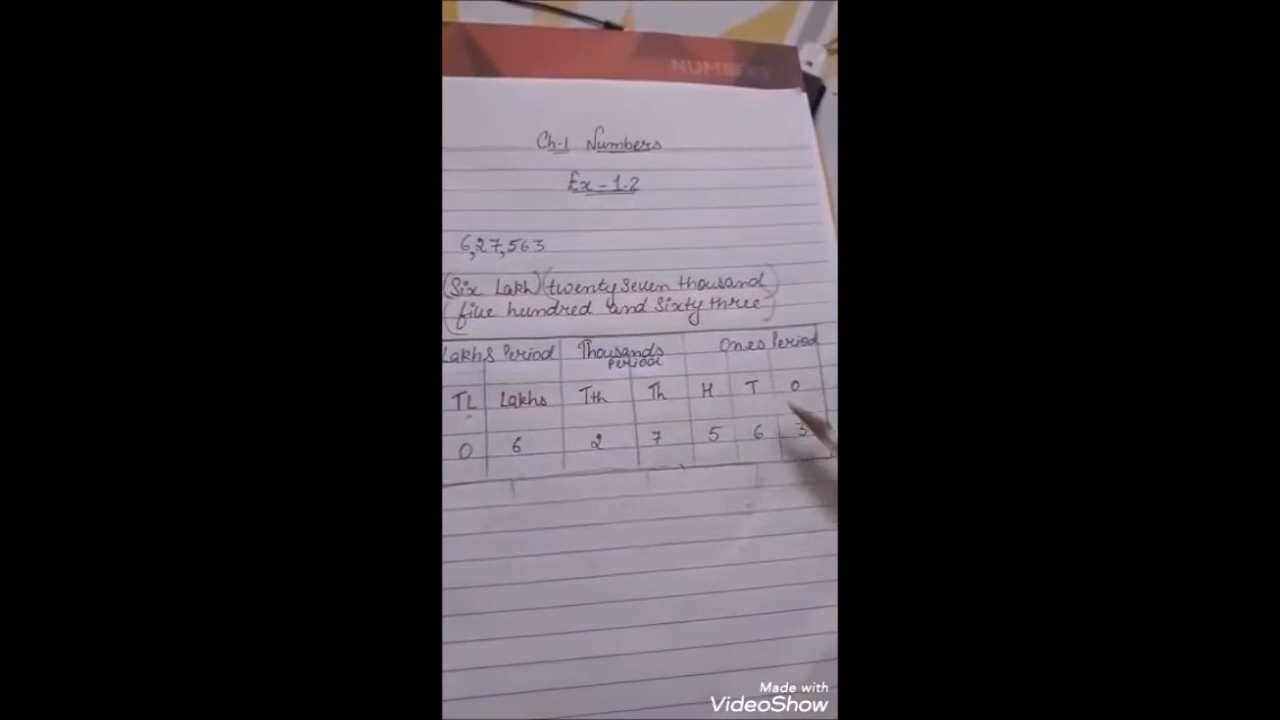 NUMBERS
Ch-1 Numbers
Ex - 1.2
6,27,563
(Six Lakh) (twenty seven thousand)
(five hundred and sixty three)
Lakhs Period Thousands Period Ones Period
TL Lakhs Tth Th H T O
0 6 2 7 5 6 3
Made with
VideoShow